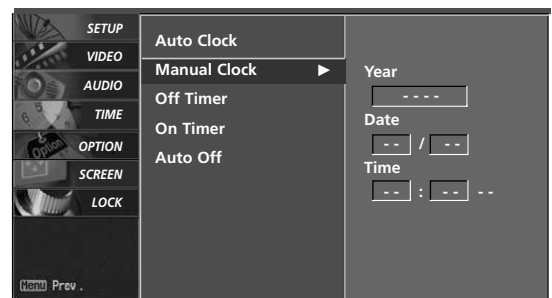 SETUP
VIDEO
AUDIO
TIME
OPTION
SCREEN
LOCK
Menu Prev.
Auto Clock
Manual Clock ►
Off Timer
On Timer
Auto Off
Year
- - - -
Date
- - / - -
Time
- - : - - - -